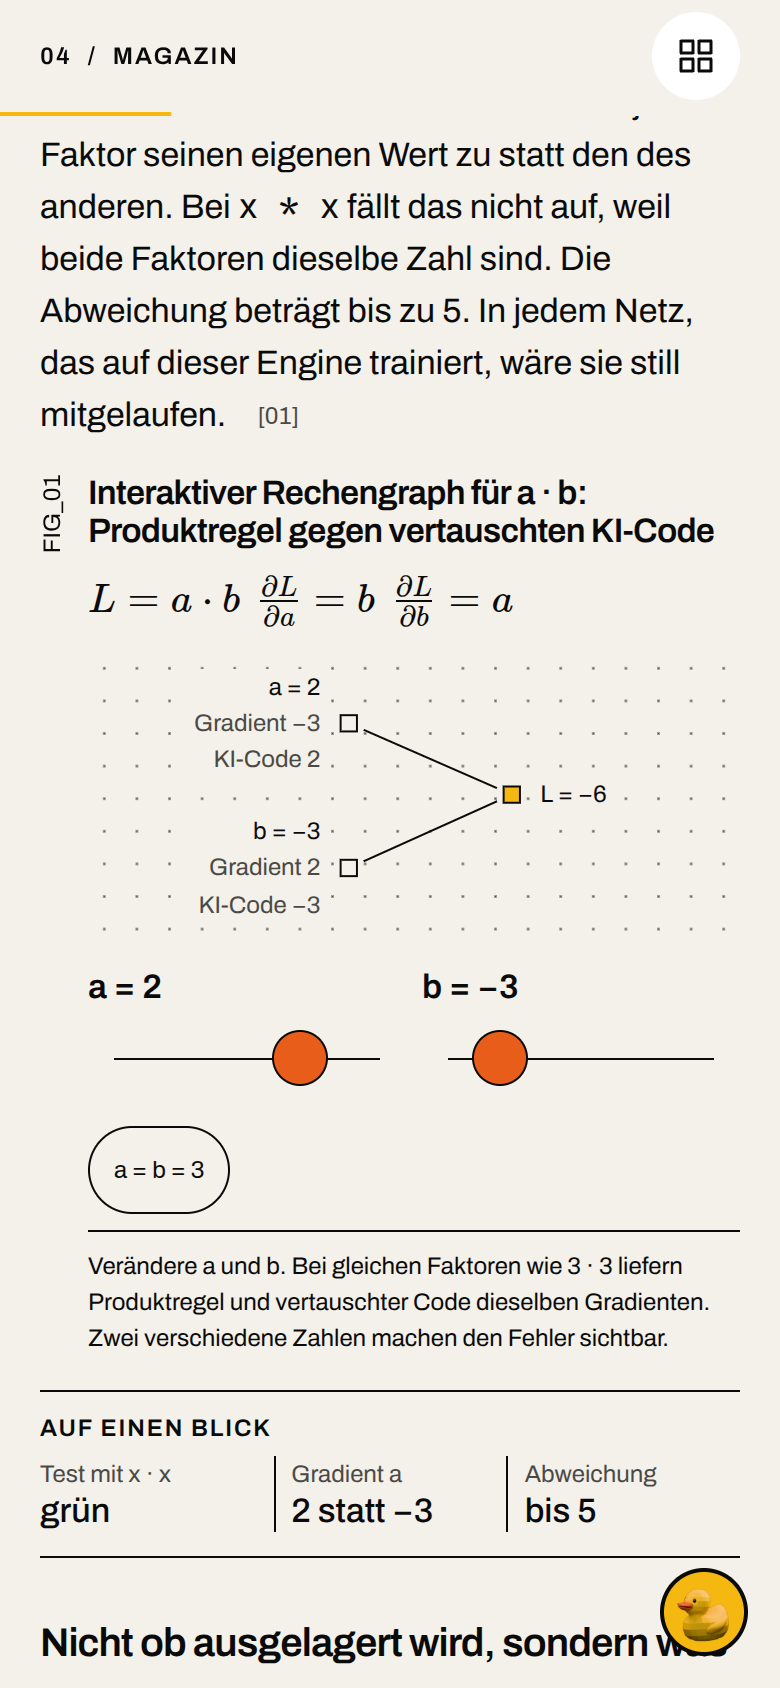 04 / MAGAZIN
Faktor seinen eigenen Wert zu statt den des
anderen. Bei x * x fällt das nicht auf, weil
beide Faktoren dieselbe Zahl sind. Die
Abweichung beträgt bis zu 5. In jedem Netz,
das auf dieser Engine trainiert, wäre sie still
mitgelaufen. [01]
FIG_01
Interaktiver Rechengraph für a · b:
Produktregel gegen vertauschten KI-Code
L = a · b ∂L/∂a = b ∂L/∂b = a
a = 2
Gradient −3
KI-Code 2
L = −6
b = −3
Gradient 2
KI-Code −3
a = 2 b = −3
a = b = 3
Verändere a und b. Bei gleichen Faktoren wie 3 · 3 liefern
Produktregel und vertauschter Code dieselben Gradienten.
Zwei verschiedene Zahlen machen den Fehler sichtbar.
AUF EINEN BLICK
Test mit x · x
grün
Gradient a
2 statt −3
Abweichung
bis 5
Nicht ob ausgelagert wird, sondern